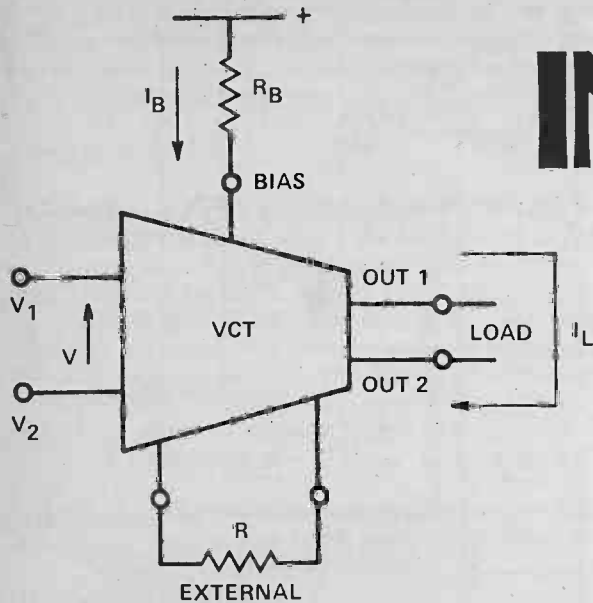 +
I_B
R_B
BIAS
V_1
V
V_2
VCT
OUT 1
OUT 2
LOAD
I_L
R
EXTERNAL